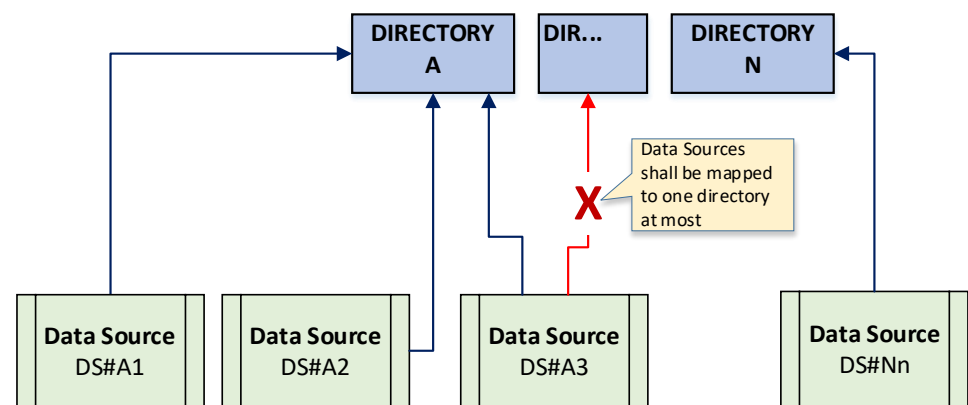 DIRECTORY
A
DIR...
DIRECTORY
N
Data Sources
shall be mapped
to one directory
at most
X
Data Source
DS#A1
Data Source
DS#A2
Data Source
DS#A3
Data Source
DS#Nn